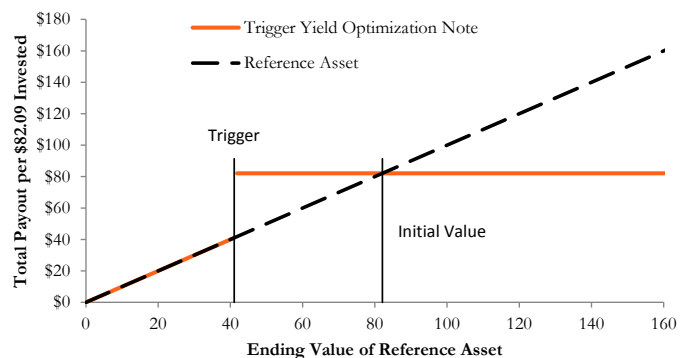 Total Payout per $82.09 Invested
$180
$160
$140
$120
$100
$80
$60
$40
$20
$0
Trigger Yield Optimization Note
Reference Asset
Trigger
Initial Value
0 20 40 60 80 100 120 140 160
Ending Value of Reference Asset